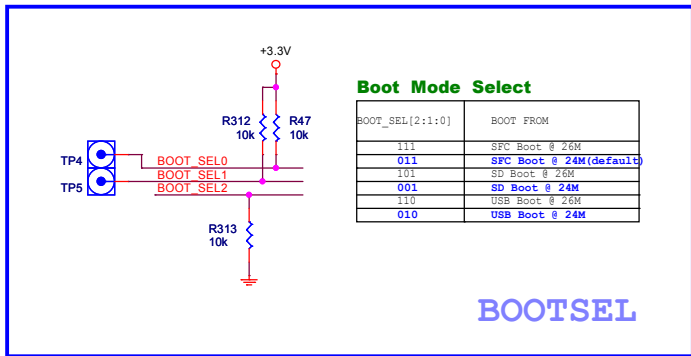 +3.3V
Boot Mode Select
R312
10k
R47
10k
BOOT_SEL[2:1:0]
BOOT FROM
111
SFC Boot @ 26M
011
SFC Boot @ 24M(default)
101
SD Boot @ 26M
001
SD Boot @ 24M
110
USB Boot @ 26M
010
USB Boot @ 24M
TP4
BOOT_SEL0
BOOT_SEL1
TP5
BOOT_SEL2
R313
10k
BOOTSEL